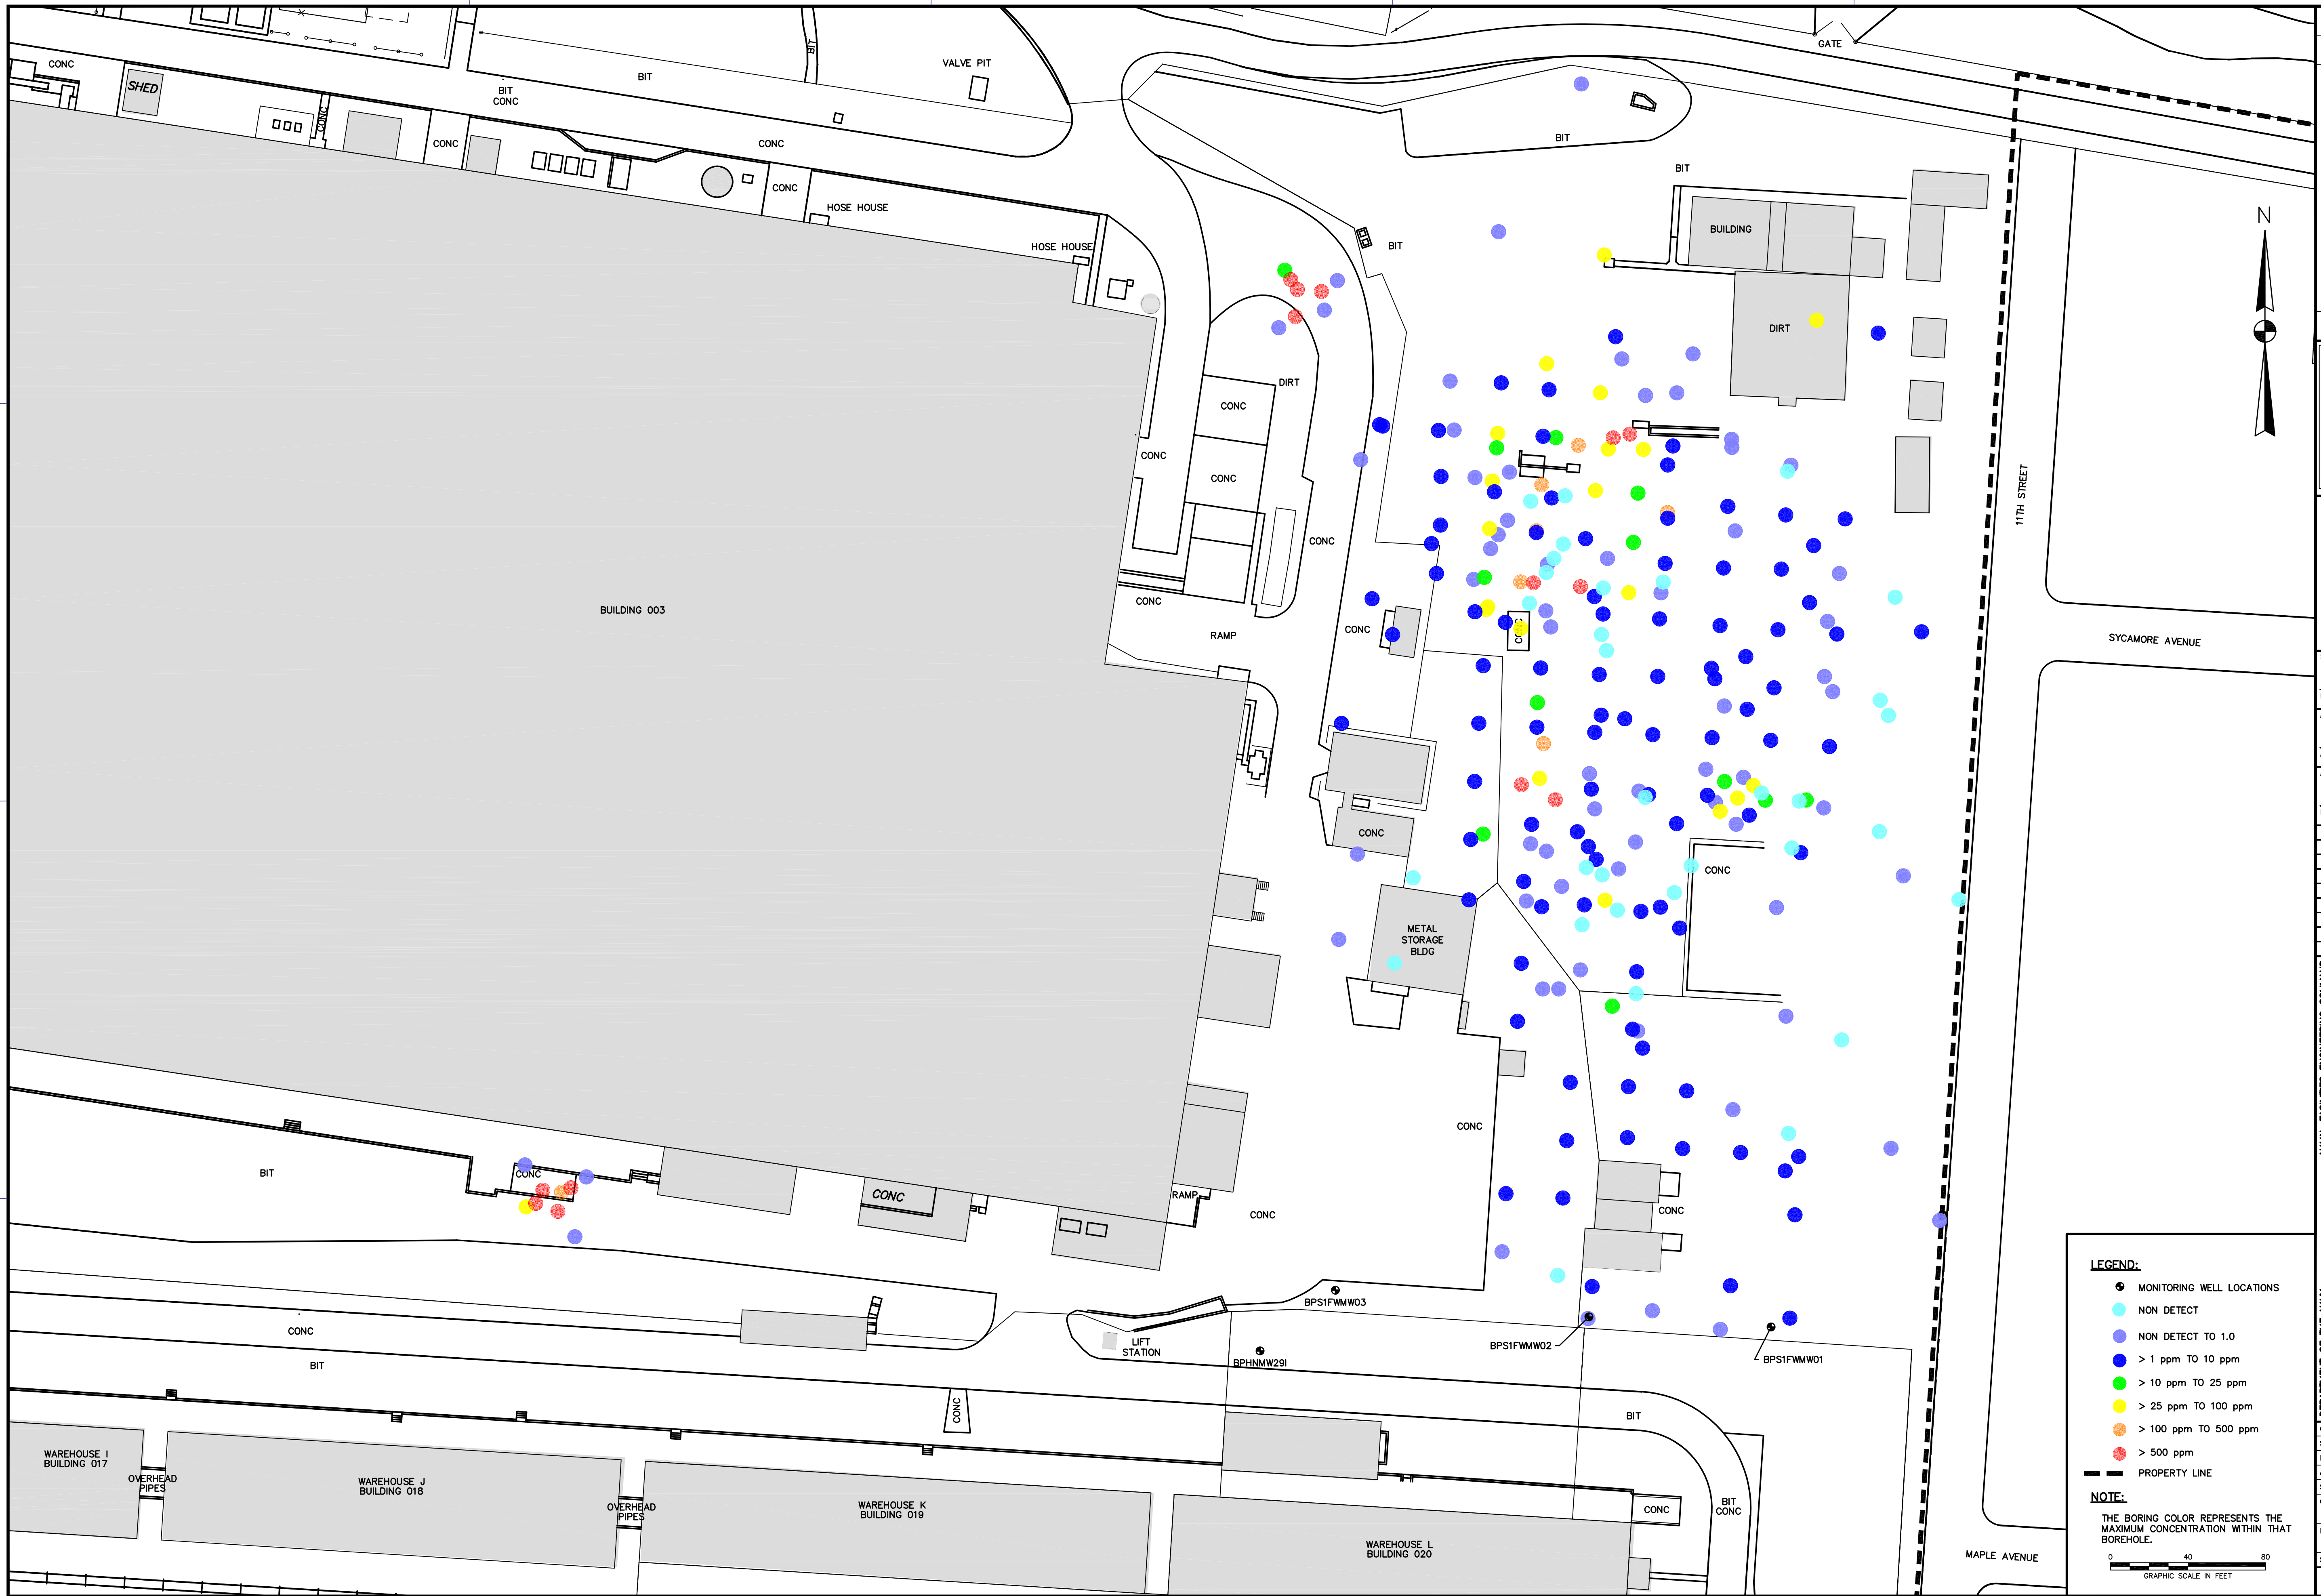 GATE
CONC
BIT
VALVE PIT
SHED
BIT
BIT
CONC
CONC
CONC
CONC
BIT
BIT
CONC
HOSE HOUSE
BUILDING
N
HOSE HOUSE
BIT
DIRT
DIRT
CONC
CONC
CONC
11TH STREET
CONC
CONC
BUILDING 003
CONC
RAMP
CONC
CONC
SYCAMORE AVENUE
CONC
CONC
METAL
STORAGE
BLDG
CONC
BIT
CONC
CONC
RAMP
CONC
CONC
LEGEND:
MONITORING WELL LOCATIONS
NON DETECT
NON DETECT TO 1.0
> 1 ppm TO 10 ppm
> 10 ppm TO 25 ppm
> 25 ppm TO 100 ppm
> 100 ppm TO 500 ppm
> 500 ppm
PROPERTY LINE
NOTE:
THE BORING COLOR REPRESENTS THE
MAXIMUM CONCENTRATION WITHIN THAT
BOREHOLE.
0 40 80
GRAPHIC SCALE IN FEET
BPS1FWMW03
CONC
LIFT
STATION
BPS1FWMW02
BPS1FWMW01
BPHNMW29I
BIT
CONC
BIT
WAREHOUSE I
BUILDING 017
OVERHEAD
PIPES
WAREHOUSE J
BUILDING 018
OVERHEAD
PIPES
WAREHOUSE K
BUILDING 019
CONC
BIT
CONC
WAREHOUSE L
BUILDING 020
MAPLE AVENUE